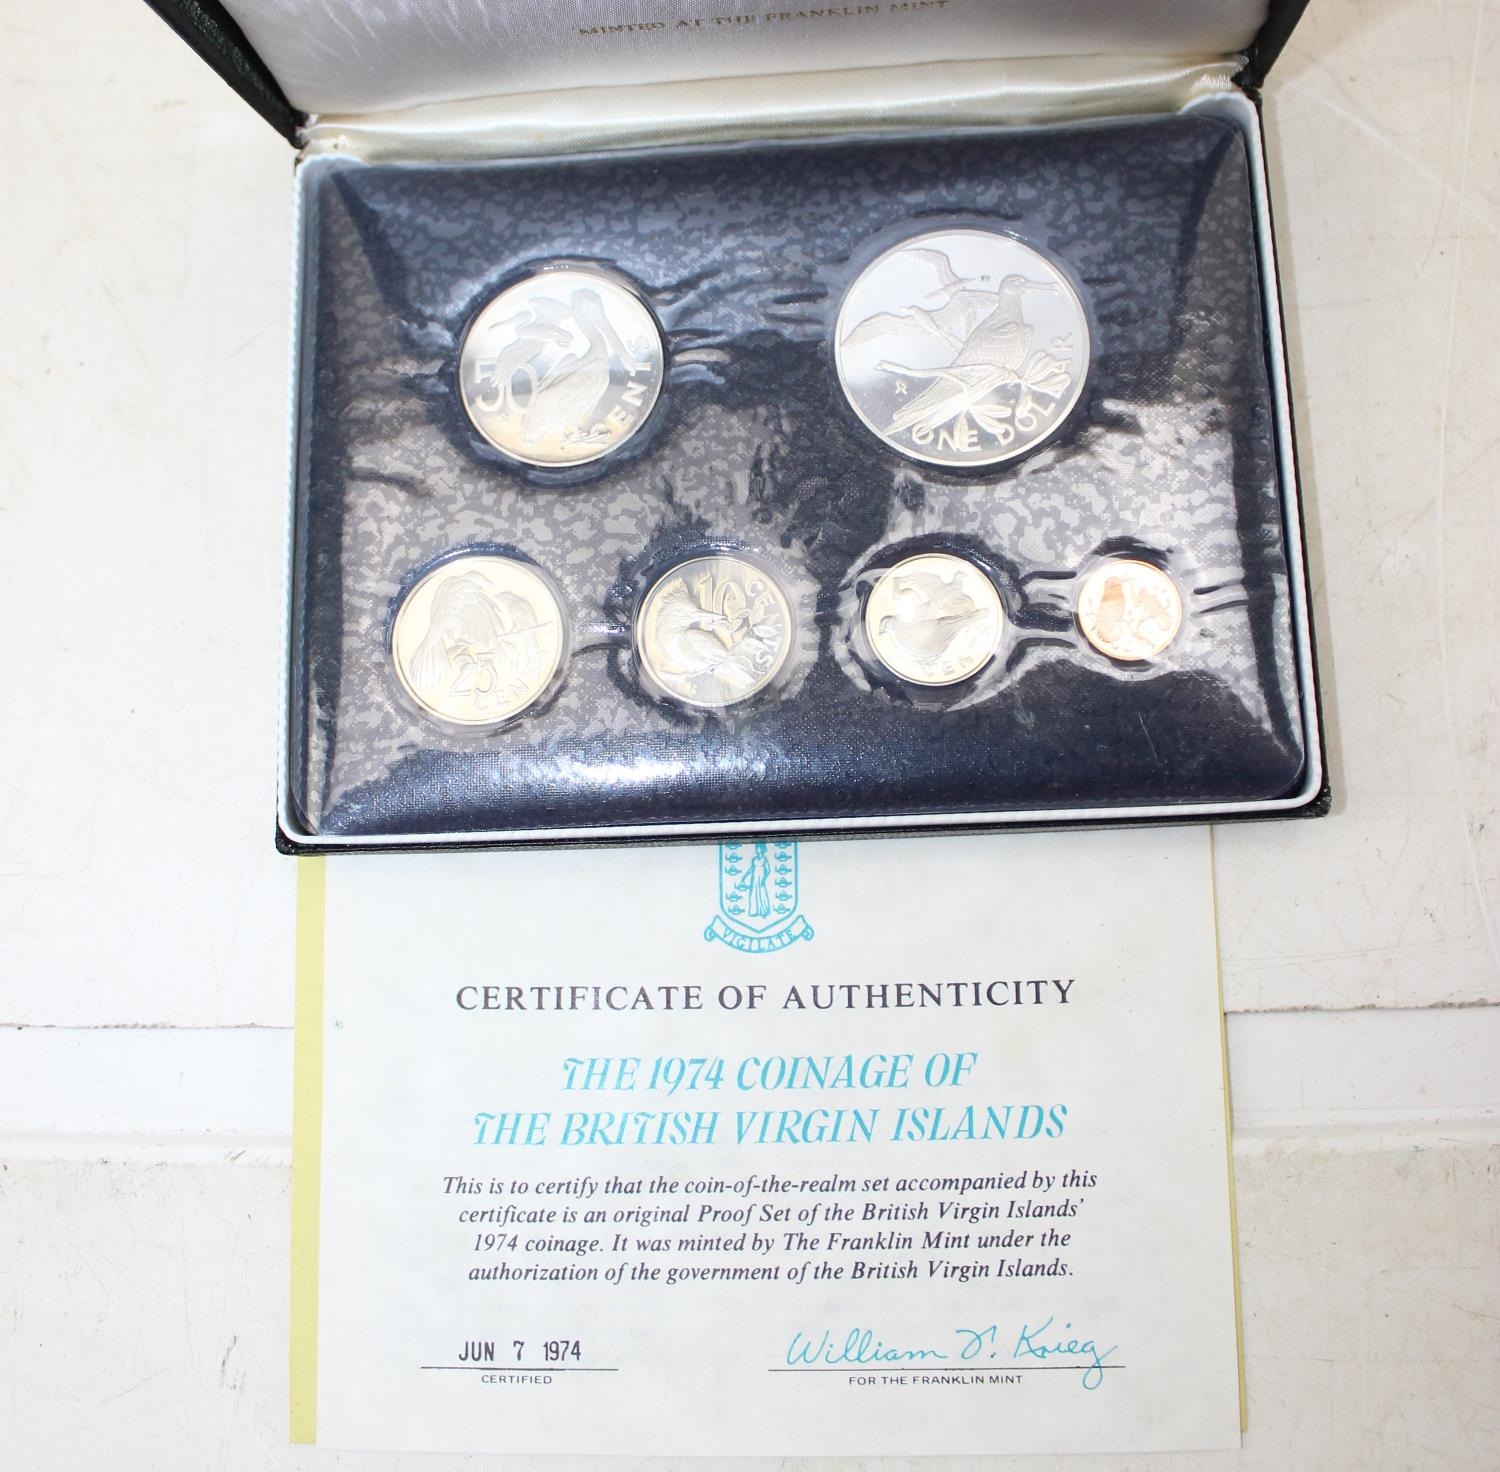 MINTED AT THE FRANKLIN MINT
50
CENTS
ONE DOLLAR
25
CENTS
10
CENTS
5
CENTS
VIGILATE
CERTIFICATE OF AUTHENTICITY
THE 1974 COINAGE OF
THE BRITISH VIRGIN ISLANDS
This is to certify that the coin-of-the-realm set accompanied by this
certificate is an original Proof Set of the British Virgin Islands'
1974 coinage. It was minted by The Franklin Mint under the
authorization of the government of the British Virgin Islands.
JUN 7 1974
CERTIFIED
William T. Krieg
FOR THE FRANKLIN MINT